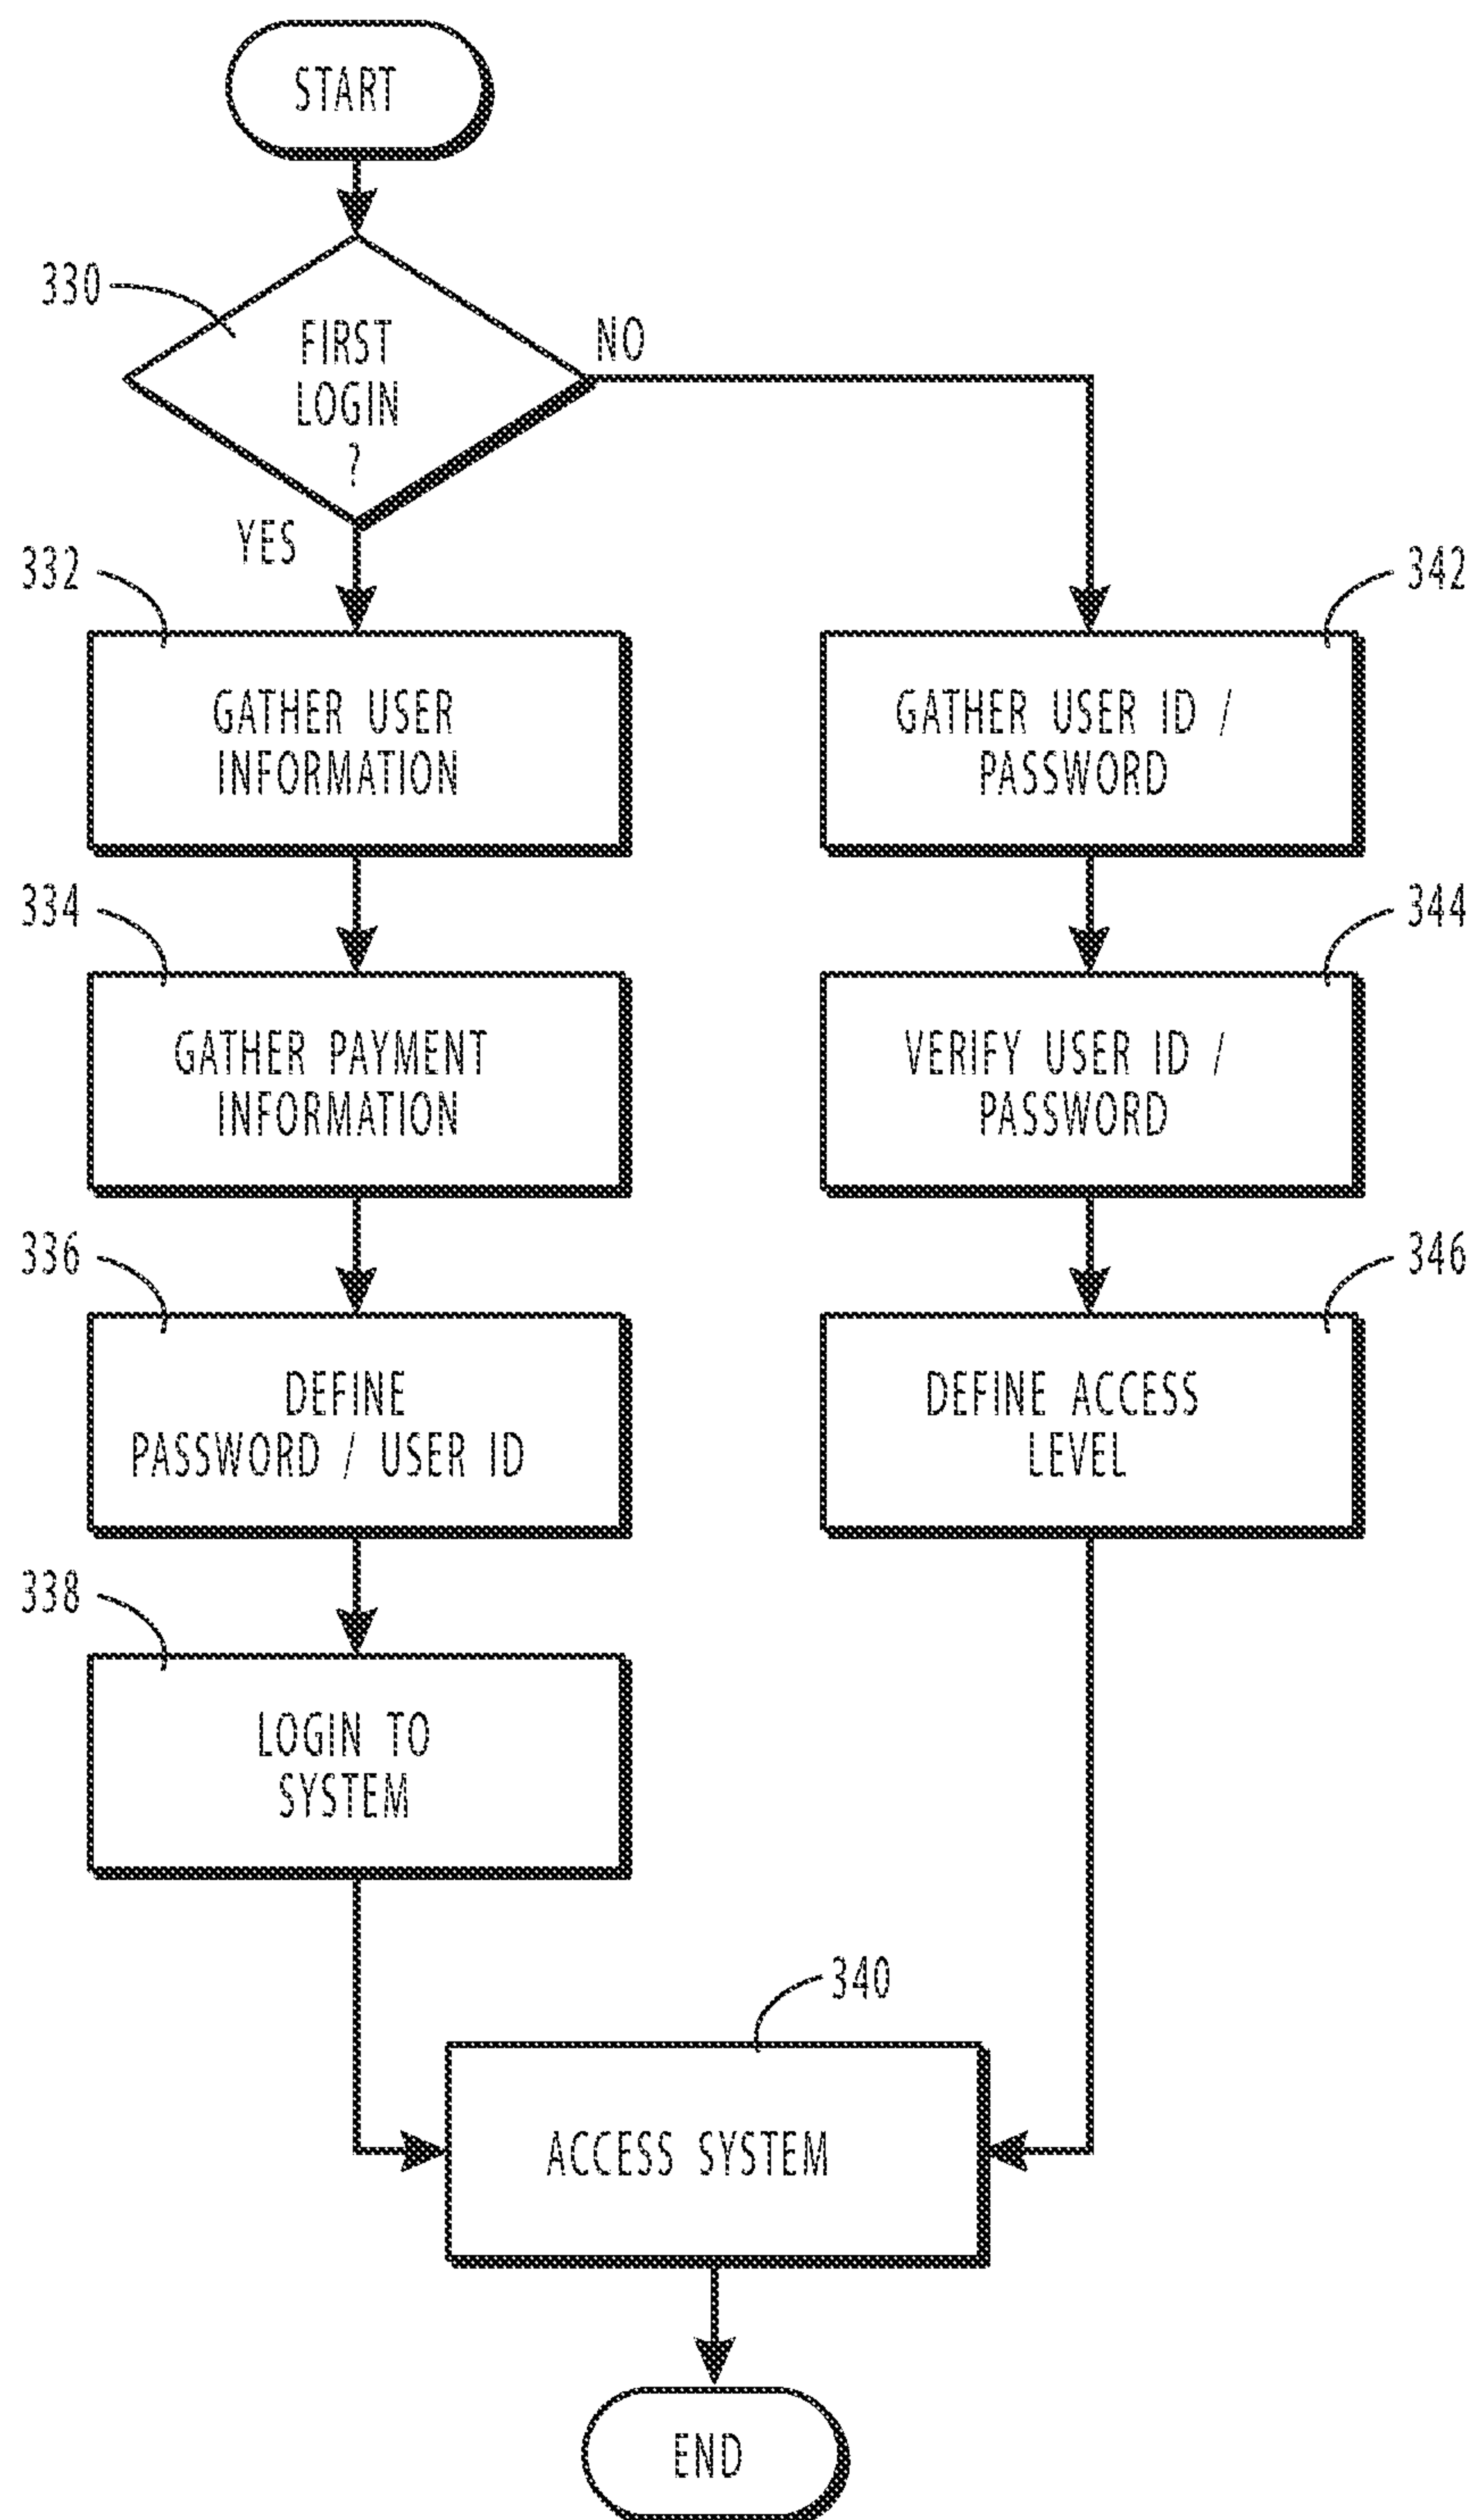 START
330
FIRST
LOGIN
?
NO
YES
332
GATHER USER
INFORMATION
342
GATHER USER ID /
PASSWORD
334
GATHER PAYMENT
INFORMATION
344
VERIFY USER ID /
PASSWORD
336
DEFINE
PASSWORD / USER ID
346
DEFINE ACCESS
LEVEL
338
LOGIN TO
SYSTEM
340
ACCESS SYSTEM
END